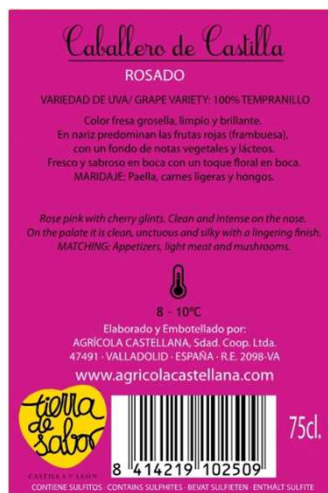 Caballero de Castilla
ROSADO
VARIEDAD DE UVA/ GRAPE VARIETY: 100% TEMPRANILLO
Color fresa grosella, limpio y brillante.
En nariz predominan las frutas rojas (frambuesa),
con un fondo de notas vegetales y lácteos.
Fresco y sabroso en boca con un toque floral en boca.
MARIDAJE: Paella, carnes ligeras y hongos.
Rose pink with cherry glints. Clean and intense on the nose.
On the palate it is clean, unctuous and silky with a lingering finish.
MATCHING: Appetizers, light meat and mushrooms.
8 - 10ºC
Elaborado y Embotellado por:
AGRÍCOLA CASTELLANA, Sdad. Coop. Ltda.
47491 · VALLADOLID · ESPAÑA · R.E. 2098-VA
www.agricolacastellana.com
tierra
de
sabor
CASTILLA Y LEÓN
75cl.
8 414219 102509
CONTIENE SULFITOS · CONTAINS SULPHITES · BEVAT SULFIETEN · ENTHÄLT SULFITE